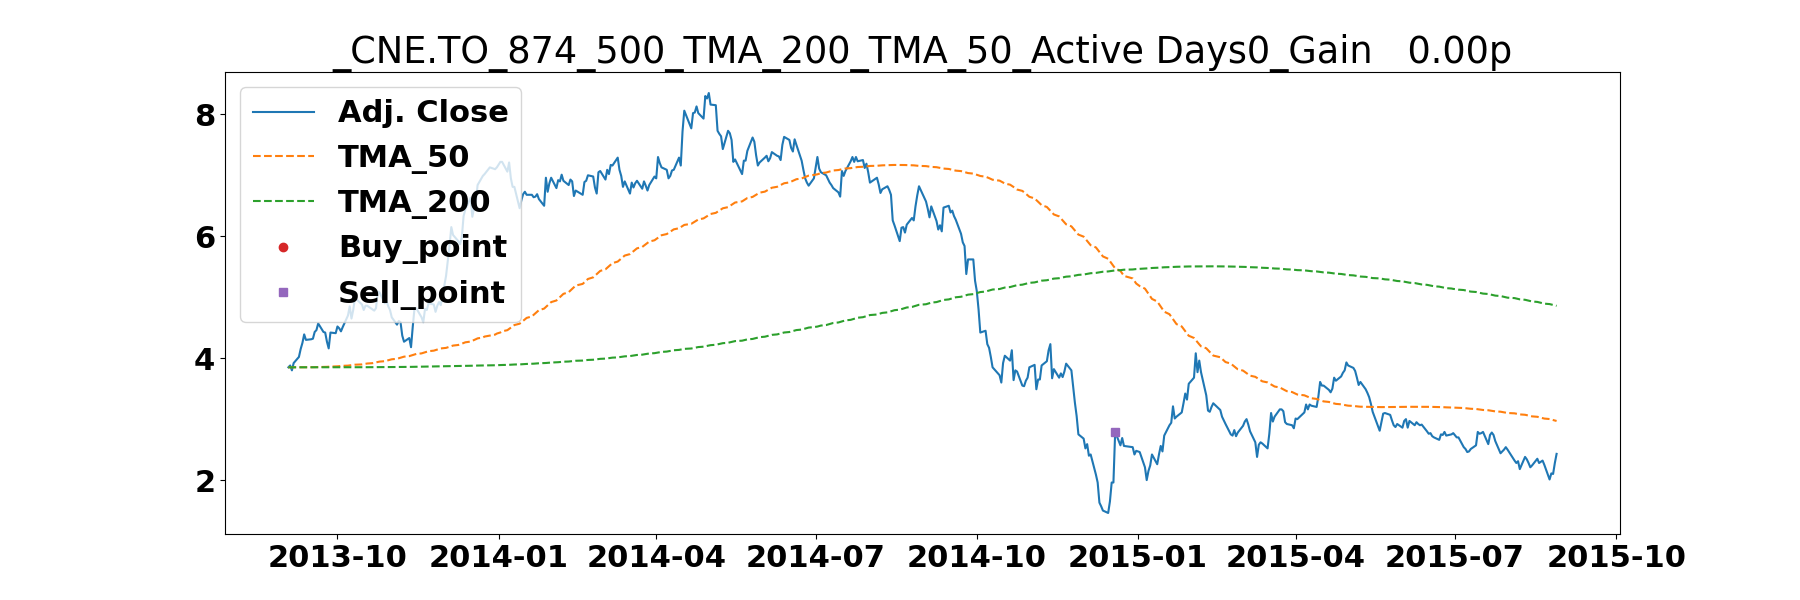 _CNE.TO_874_500_TMA_200_TMA_50_Active Days0_Gain   0.00p
Adj. Close
TMA_50
TMA_200
Buy_point
Sell_point
8
6
4
2
2013-10 2014-01 2014-04 2014-07 2014-10 2015-01 2015-04 2015-07 2015-10